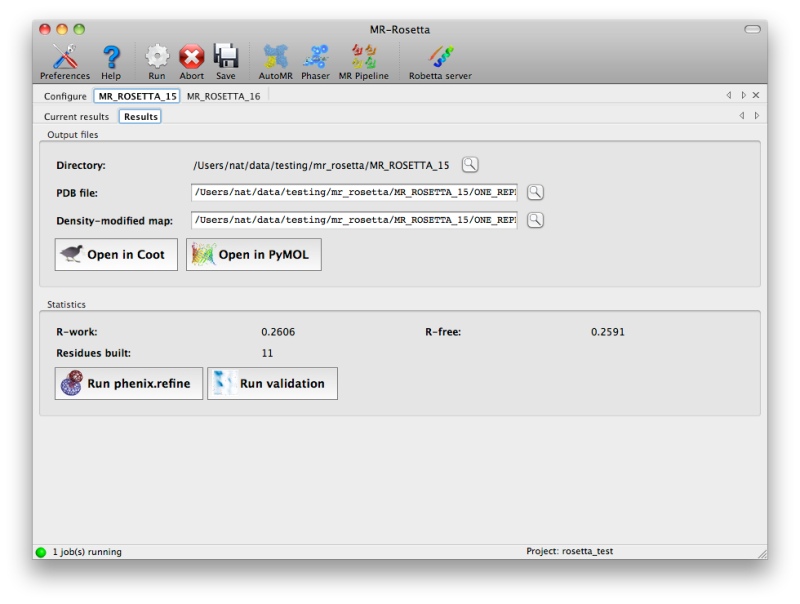 MR-Rosetta
Preferences Help Run Abort Save AutoMR Phaser MR Pipeline Robetta server
Configure MR_ROSETTA_15 MR_ROSETTA_16
Current results Results
Output files
Directory: /Users/nat/data/testing/mr_rosetta/MR_ROSETTA_15
PDB file: /Users/nat/data/testing/mr_rosetta/MR_ROSETTA_15/ONE_REP
Density-modified map: /Users/nat/data/testing/mr_rosetta/MR_ROSETTA_15/ONE_REP
Open in Coot Open in PyMOL
Statistics
R-work: 0.2606 R-free: 0.2591
Residues built: 11
Run phenix.refine Run validation
1 job(s) running Project: rosetta_test